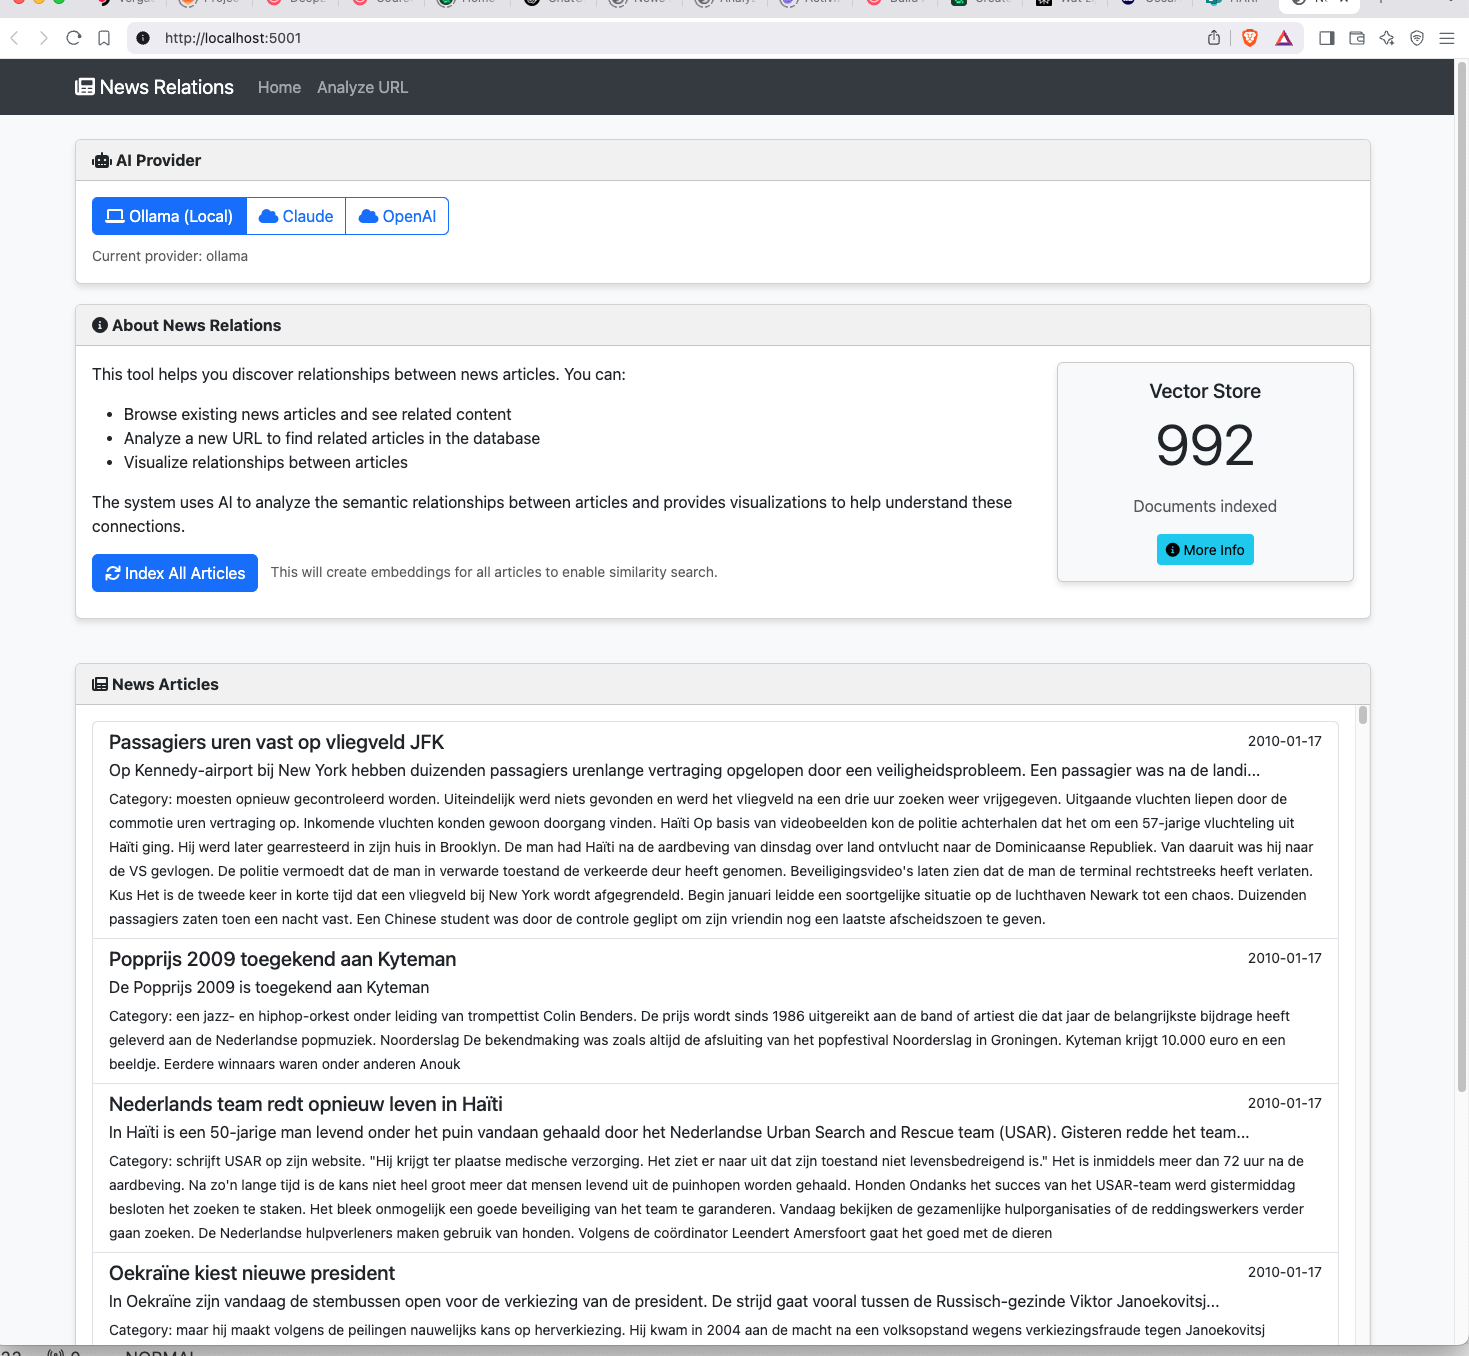 http://localhost:5001
News Relations Home Analyze URL
AI Provider
Ollama (Local) Claude OpenAI
Current provider: ollama
About News Relations
This tool helps you discover relationships between news articles. You can:
• Browse existing news articles and see related content
• Analyze a new URL to find related articles in the database
• Visualize relationships between articles
The system uses AI to analyze the semantic relationships between articles and provides visualizations to help understand these
connections.
Index All Articles This will create embeddings for all articles to enable similarity search.
Vector Store
992
Documents indexed
More Info
News Articles
Passagiers uren vast op vliegveld JFK 2010-01-17
Op Kennedy-airport bij New York hebben duizenden passagiers urenlange vertraging opgelopen door een veiligheidsprobleem. Een passagier was na de landi...
Category: moesten opnieuw gecontroleerd worden. Uiteindelijk werd niets gevonden en werd het vliegveld na een drie uur zoeken weer vrijgegeven. Uitgaande vluchten liepen door de
commotie uren vertraging op. Inkomende vluchten konden gewoon doorgang vinden. Haïti Op basis van videobeelden kon de politie achterhalen dat het om een 57-jarige vluchteling uit
Haïti ging. Hij werd later gearresteerd in zijn huis in Brooklyn. De man had Haïti na de aardbeving van dinsdag over land ontvlucht naar de Dominicaanse Republiek. Van daaruit was hij naar
de VS gevlogen. De politie vermoedt dat de man in verwarde toestand de verkeerde deur heeft genomen. Beveiligingsvideo's laten zien dat de man de terminal rechtstreeks heeft verlaten.
Kus Het is de tweede keer in korte tijd dat een vliegveld bij New York wordt afgegrendeld. Begin januari leidde een soortgelijke situatie op de luchthaven Newark tot een chaos. Duizenden
passagiers zaten toen een nacht vast. Een Chinese student was door de controle geglipt om zijn vriendin nog een laatste afscheidszoen te geven.
Popprijs 2009 toegekend aan Kyteman 2010-01-17
De Popprijs 2009 is toegekend aan Kyteman
Category: een jazz- en hiphop-orkest onder leiding van trompettist Colin Benders. De prijs wordt sinds 1986 uitgereikt aan de band of artiest die dat jaar de belangrijkste bijdrage heeft
geleverd aan de Nederlandse popmuziek. Noorderslag De bekendmaking was zoals altijd de afsluiting van het popfestival Noorderslag in Groningen. Kyteman krijgt 10.000 euro en een
beeldje. Eerdere winnaars waren onder anderen Anouk
Nederlands team redt opnieuw leven in Haïti 2010-01-17
In Haïti is een 50-jarige man levend onder het puin vandaan gehaald door het Nederlandse Urban Search and Rescue team (USAR). Gisteren redde het team...
Category: schrijft USAR op zijn website. "Hij krijgt ter plaatse medische verzorging. Het ziet er naar uit dat zijn toestand niet levensbedreigend is." Het is inmiddels meer dan 72 uur na de
aardbeving. Na zo'n lange tijd is de kans niet heel groot meer dat mensen levend uit de puinhopen worden gehaald. Honden Ondanks het succes van het USAR-team werd gistermiddag
besloten het zoeken te staken. Het bleek onmogelijk een goede beveiliging van het team te garanderen. Vandaag bekijken de gezamenlijke hulporganisaties of de reddingswerkers verder
gaan zoeken. De Nederlandse hulpverleners maken gebruik van honden. Volgens de coördinator Leendert Amersfoort gaat het goed met de dieren
Oekraïne kiest nieuwe president 2010-01-17
In Oekraïne zijn vandaag de stembussen open voor de verkiezing van de president. De strijd gaat vooral tussen de Russisch-gezinde Viktor Janoekovitsj...
Category: maar hij maakt volgens de peilingen nauwelijks kans op herverkiezing. Hij kwam in 2004 aan de macht na een volksopstand wegens verkiezingsfraude tegen Janoekovitsj